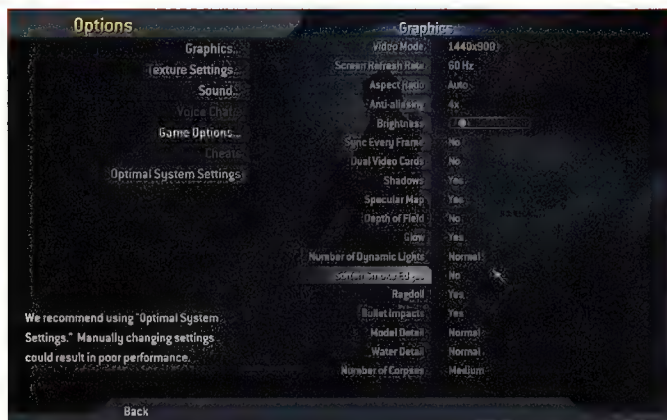 Options
Graphics...
Texture Settings...
Sound...
Voice Chat...
Game Options...
Cheats
Optimal System Settings
We recommend using "Optimal System
Settings." Manually changing settings
could result in poor performance.
Back
Graphics
Video Mode 1440x900
Screen Refresh Rate 60 Hz
Aspect Ratio Auto
Anti-aliasing 4x
Brightness
Sync Every Frame No
Dual Video Cards No
Shadows Yes
Specular Map Yes
Depth of Field No
Glow Yes
Number of Dynamic Lights Normal
Soften Smoke Edges No
Ragdoll Yes
Bullet Impacts Yes
Model Detail Normal
Water Detail Normal
Number of Corpses Medium